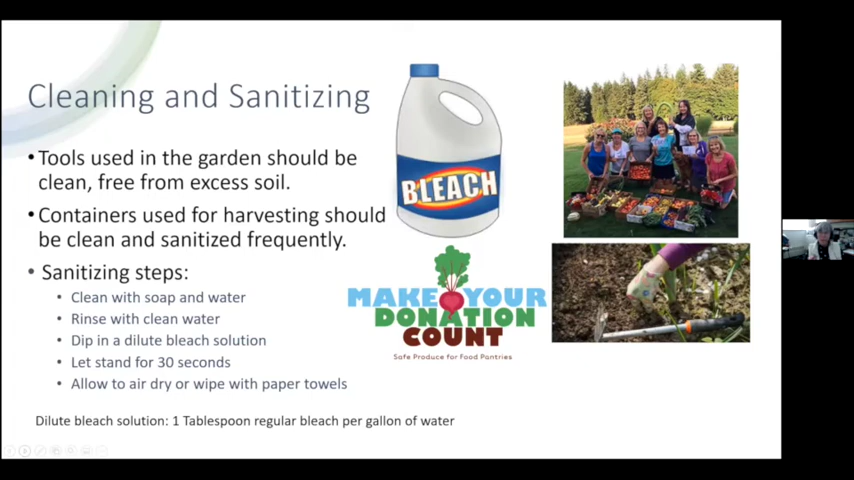 Cleaning and Sanitizing
•Tools used in the garden should be
clean, free from excess soil.
•Containers used for harvesting should
be clean and sanitized frequently.
• Sanitizing steps:
• Clean with soap and water
• Rinse with clean water
• Dip in a dilute bleach solution
• Let stand for 30 seconds
• Allow to air dry or wipe with paper towels
Dilute bleach solution: 1 Tablespoon regular bleach per gallon of water
BLEACH
MAKE YOUR
DONATION
COUNT
Safe Produce for Food Pantries